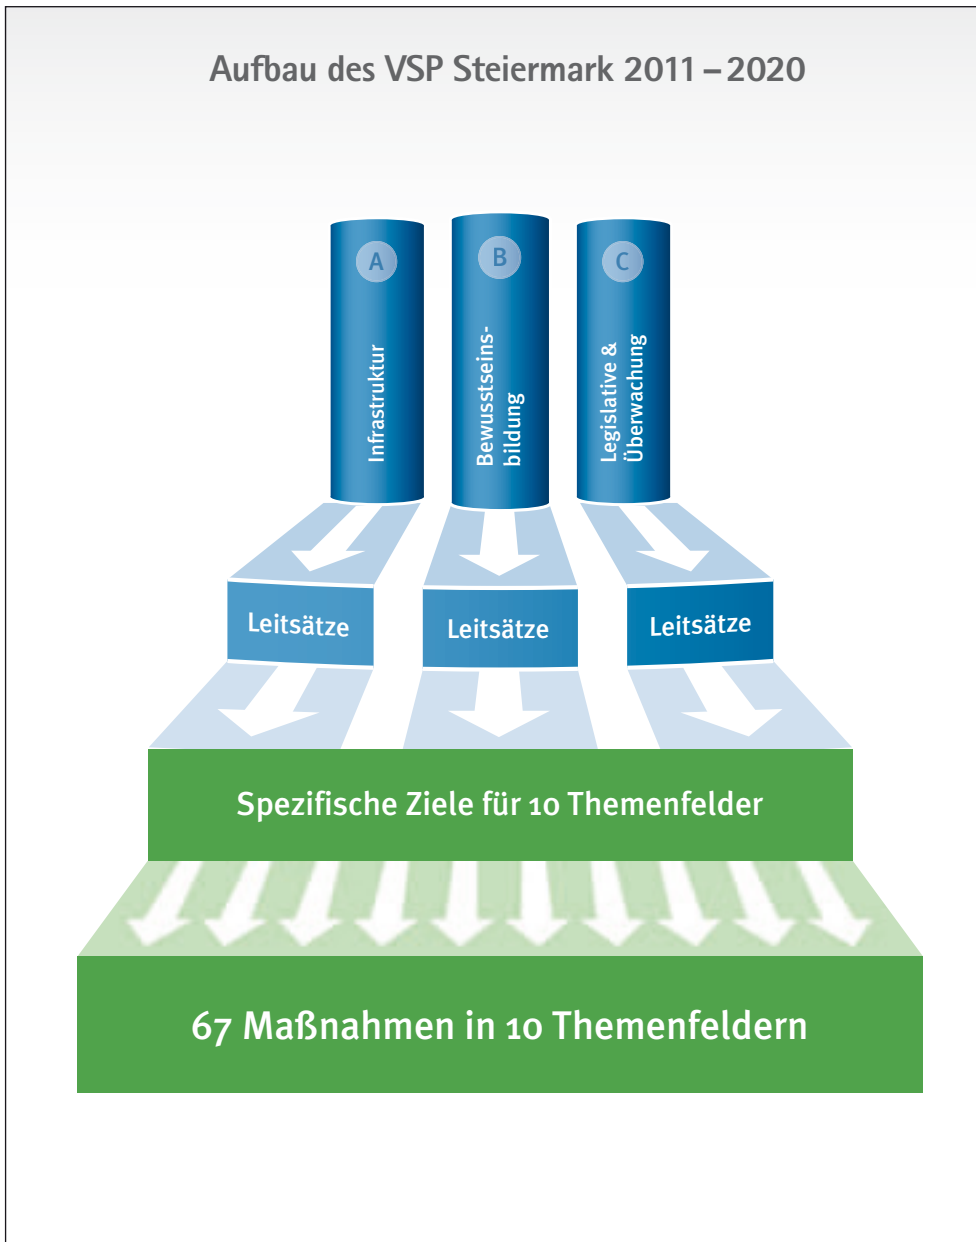 Aufbau des VSP Steiermark 2011 – 2020
A
Infrastruktur
B
Bewusstseins-
bildung
C
Legislative &
Überwachung
Leitsätze
Leitsätze
Leitsätze
Spezifische Ziele für 10 Themenfelder
67 Maßnahmen in 10 Themenfeldern